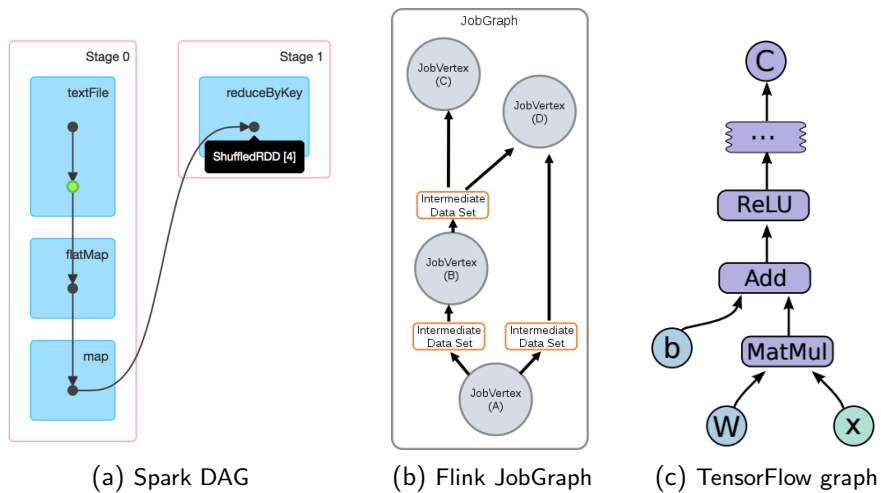 Stage 0
textFile
flatMap
map
Stage 1
reduceByKey
ShuffledRDD [4]
(a) Spark DAG
JobGraph
JobVertex
(C)
JobVertex
(D)
Intermediate
Data Set
JobVertex
(B)
Intermediate
Data Set
Intermediate
Data Set
JobVertex
(A)
(b) Flink JobGraph
C
...
ReLU
Add
b
MatMul
W
x
(c) TensorFlow graph